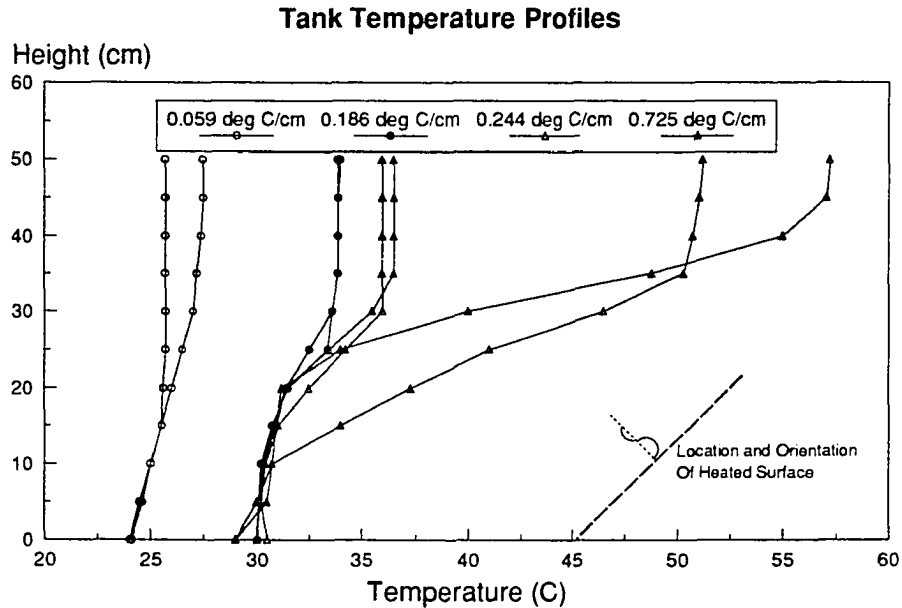 Tank Temperature Profiles
Height (cm)
60
0.059 deg C/cm 0.186 deg C/cm 0.244 deg C/cm 0.725 deg C/cm
50
40
30
20
10
0
Location and Orientation
Of Heated Surface
20 25 30 35 40 45 50 55 60
Temperature (C)